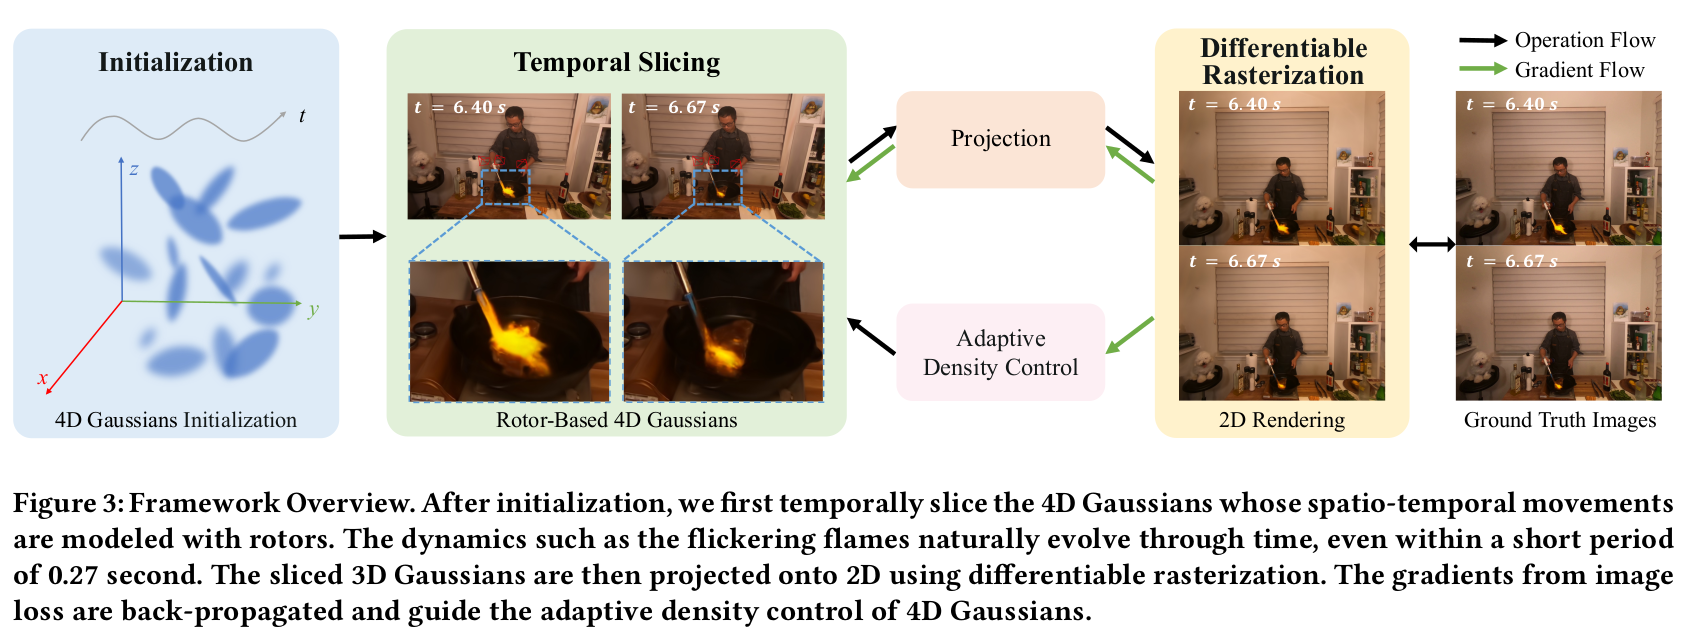 Initialization
t
z
y
x
4D Gaussians Initialization
Temporal Slicing
t = 6.40 s
t = 6.67 s
Rotor-Based 4D Gaussians
Projection
Adaptive
Density Control
Differentiable
Rasterization
t = 6.40 s
t = 6.67 s
2D Rendering
Operation Flow
Gradient Flow
t = 6.40 s
t = 6.67 s
Ground Truth Images
Figure 3: Framework Overview. After initialization, we first temporally slice the 4D Gaussians whose spatio-temporal movements
are modeled with rotors. The dynamics such as the flickering flames naturally evolve through time, even within a short period
of 0.27 second. The sliced 3D Gaussians are then projected onto 2D using differentiable rasterization. The gradients from image
loss are back-propagated and guide the adaptive density control of 4D Gaussians.